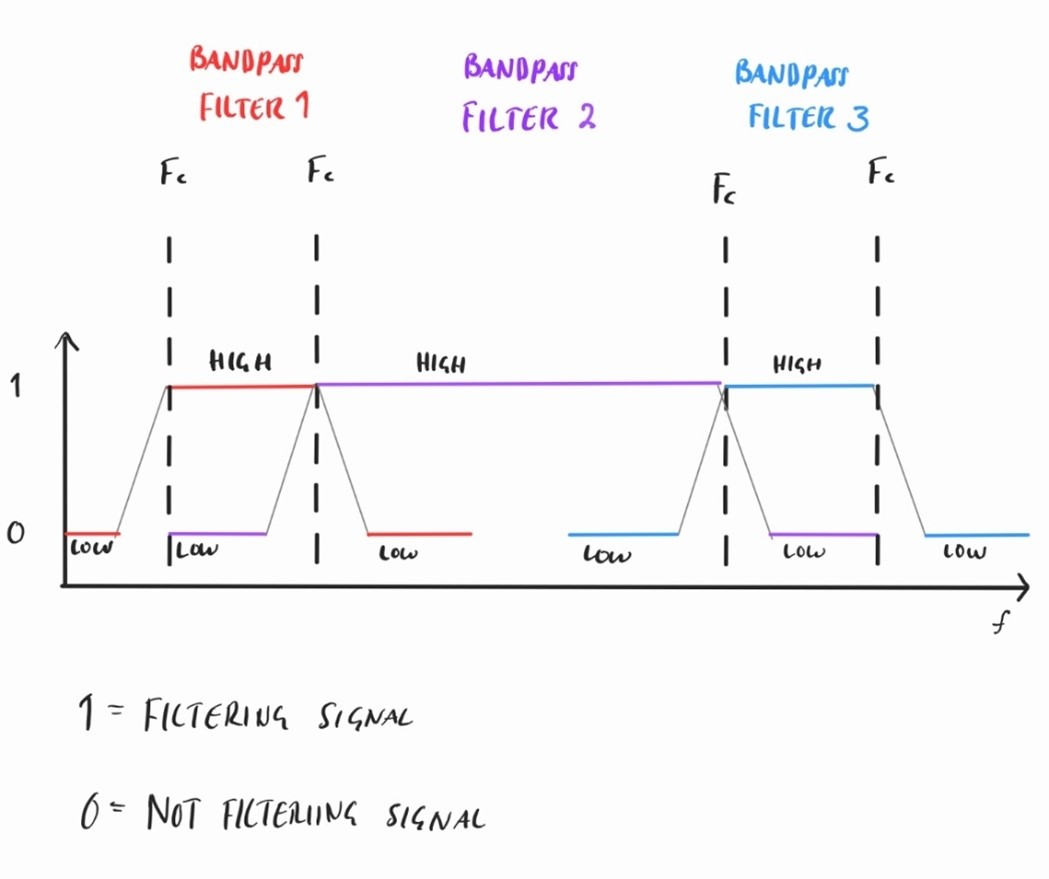 BANDPASS BANDPASS BANDPASS
FILTER 1 FILTER 2 FILTER 3
Fc Fc Fc Fc
HIGH HIGH HIGH
1
0
LOW LOW LOW LOW LOW LOW
f
1 = FILTERING SIGNAL
0 = NOT FILTERIING SIGNAL